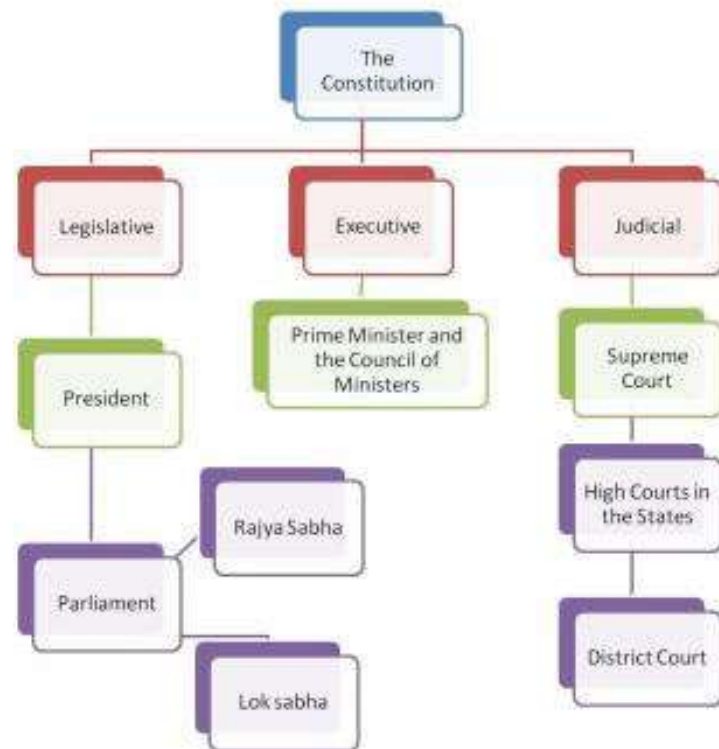 The
Constitution
Legislative
Executive
Judicial
Prime Minister and
the Council of
Ministers
Supreme
Court
President
High Courts in
the States
Rajya Sabha
Parliament
District Court
Lok sabha